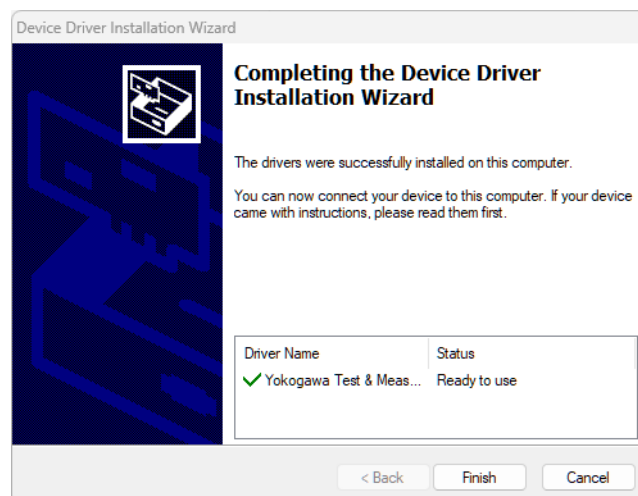 Device Driver Installation Wizard
Completing the Device Driver
Installation Wizard
The drivers were successfully installed on this computer.
You can now connect your device to this computer. If your device
came with instructions, please read them first.
Driver Name Status
Yokogawa Test & Meas... Ready to use
< Back Finish Cancel